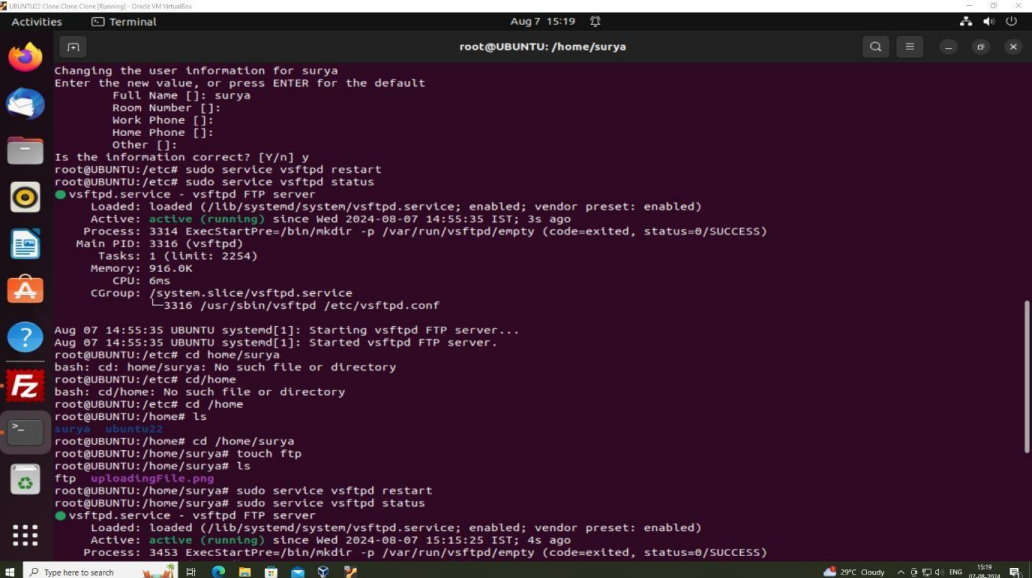 UBUNTU22 Clone Clone Clone [Running] - Oracle VM VirtualBox
Activities Terminal Aug 7 15:19
root@UBUNTU: /home/surya
Changing the user information for surya
Enter the new value, or press ENTER for the default
Full Name []: surya
Room Number []:
Work Phone []:
Home Phone []:
Other []:
Is the information correct? [Y/n] y
root@UBUNTU:/etc# sudo service vsftpd restart
root@UBUNTU:/etc# sudo service vsftpd status
vsftpd.service - vsftpd FTP server
Loaded: loaded (/lib/systemd/system/vsftpd.service; enabled; vendor preset: enabled)
Active: active (running) since Wed 2024-08-07 14:55:35 IST; 3s ago
Process: 3314 ExecStartPre=/bin/mkdir -p /var/run/vsftpd/empty (code=exited, status=0/SUCCESS)
Main PID: 3316 (vsftpd)
Tasks: 1 (limit: 2254)
Memory: 916.0K
CPU: 6ms
CGroup: /system.slice/vsftpd.service
└─3316 /usr/sbin/vsftpd /etc/vsftpd.conf
Aug 07 14:55:35 UBUNTU systemd[1]: Starting vsftpd FTP server...
Aug 07 14:55:35 UBUNTU systemd[1]: Started vsftpd FTP server.
root@UBUNTU:/etc# cd home/surya
bash: cd: home/surya: No such file or directory
root@UBUNTU:/etc# cd/home
bash: cd/home: No such file or directory
root@UBUNTU:/etc# cd /home
root@UBUNTU:/home# ls
surya ubuntu22
root@UBUNTU:/home# cd /home/surya
root@UBUNTU:/home/surya# touch ftp
root@UBUNTU:/home/surya# ls
ftp uploadingFile.png
root@UBUNTU:/home/surya# sudo service vsftpd restart
root@UBUNTU:/home/surya# sudo service vsftpd status
vsftpd.service - vsftpd FTP server
Loaded: loaded (/lib/systemd/system/vsftpd.service; enabled; vendor preset: enabled)
Active: active (running) since Wed 2024-08-07 15:15:25 IST; 4s ago
Process: 3453 ExecStartPre=/bin/mkdir -p /var/run/vsftpd/empty (code=exited, status=0/SUCCESS)
Type here to search 29°C Cloudy ENG 15:19
07-08-2024